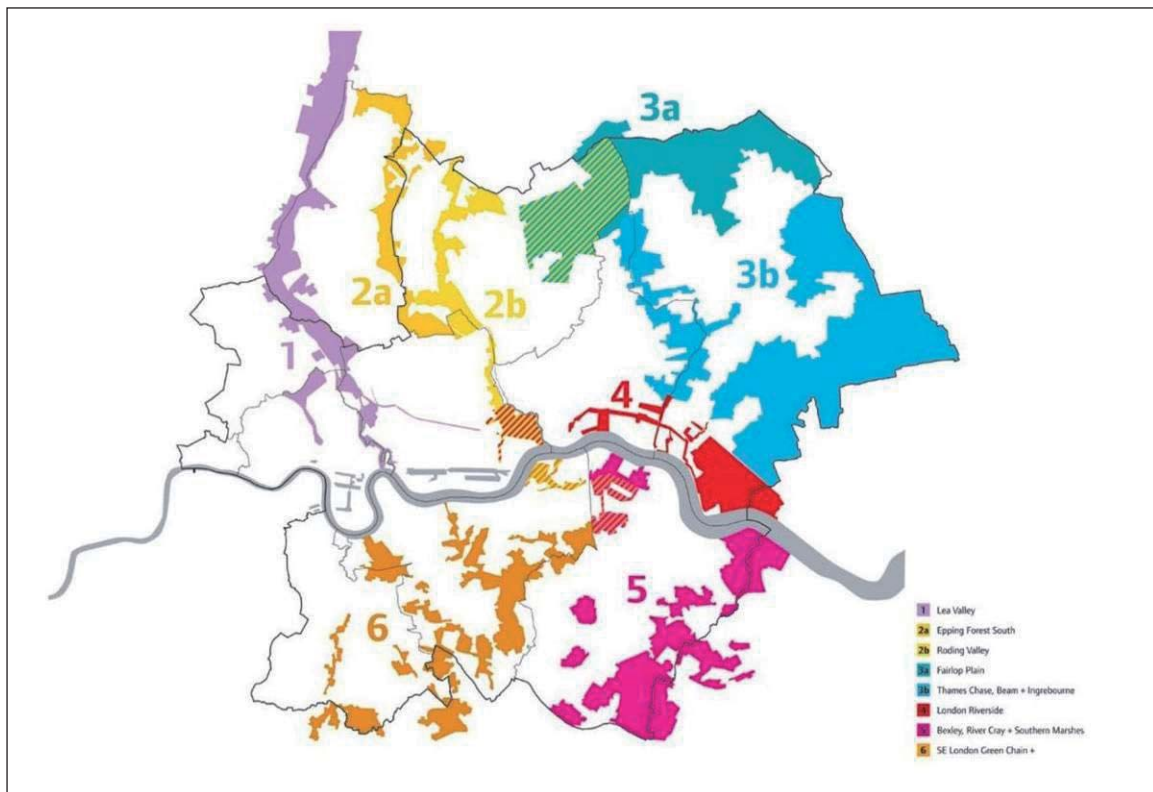 3a
3b
2a
2b
1
4
5
6
1 Lea Valley
2a Epping Forest South
2b Roding Valley
3a Fairlop Plain
3b Thames Chase, Beam + Ingrebourne
4 London Riverside
5 Bexley, River Cray + Southern Marshes
6 SE London Green Chain +